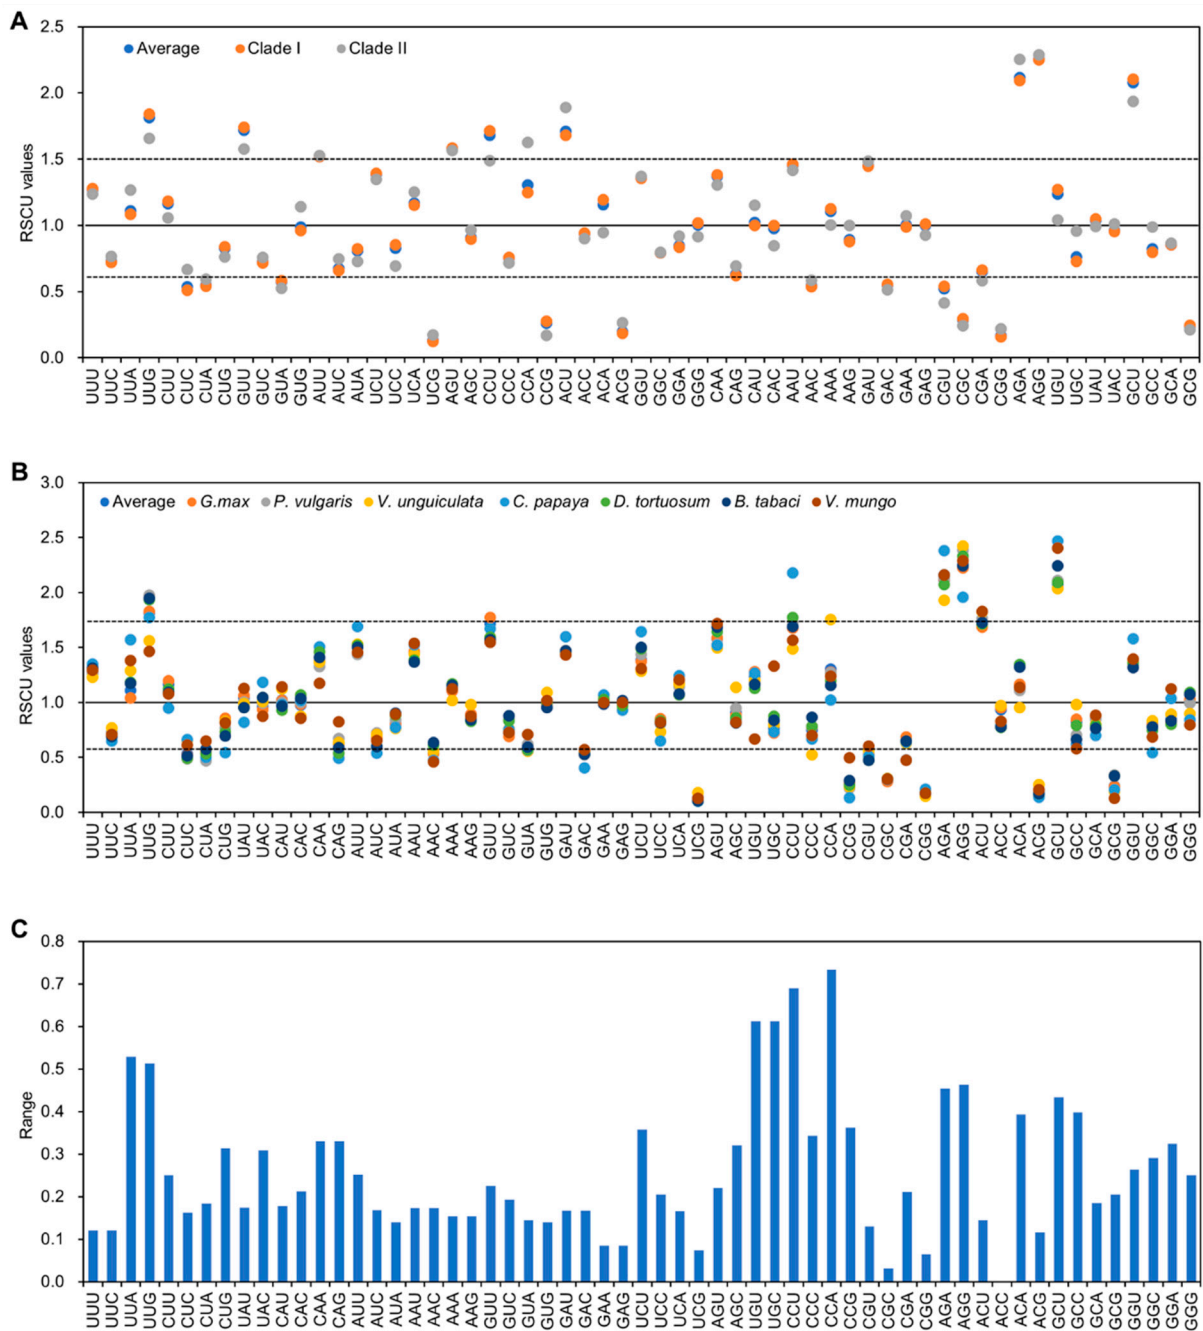 A
2.5
2.0
1.5
1.0
0.5
0.0
RSCU values
Average Clade I Clade II
UUU UUC UUA UUG CUU CUC CUA CUG GUU GUC GUA GUG AUU AUC AUA UCU UCC UCA UCG AGU AGC CCU CCC CCA CCG ACU ACC ACA ACG GGU GGC GGA GGG CAA CAG CAU CAC AAU AAC AAA AAG GAU GAC GAA GAG CGU CGC CGA CGG AGA AGG UGU UGC UAU UAC GCU GCC GCA GCG
B
3.0
2.5
2.0
1.5
1.0
0.5
0.0
RSCU values
Average G.max P. vulgaris V. unguiculata C. papaya D. tortuosum B. tabaci V. mungo
UUU UUC UUA UUG CUU CUC CUA CUG UAU UAC CAU CAC CAA CAG AUU AUC AUA AAU AAC AAA AAG GUU GUC GUA GUG GAU GAC GAA GAG UCU UCC UCA UCG AGU AGC UGU UGC CCU CCC CCA CCG CGU CGC CGA CGG AGA AGG ACU ACC ACA ACG GCU GCC GCA GCG GGU GGC GGA GGG
C
0.8
0.7
0.6
0.5
0.4
0.3
0.2
0.1
0.0
Range
UUU UUC UUA UUG CUU CUC CUA CUG UAU UAC CAU CAC CAA CAG AUU AUC AUA AAU AAC AAA AAG GUU GUC GUA GUG GAU GAC GAA GAG UCU UCC UCA UCG AGU AGC UGU UGC CCU CCC CCA CCG CGU CGC CGA CGG AGA AGG ACU ACC ACA ACG GCU GCC GCA GCG GGU GGC GGA GGG